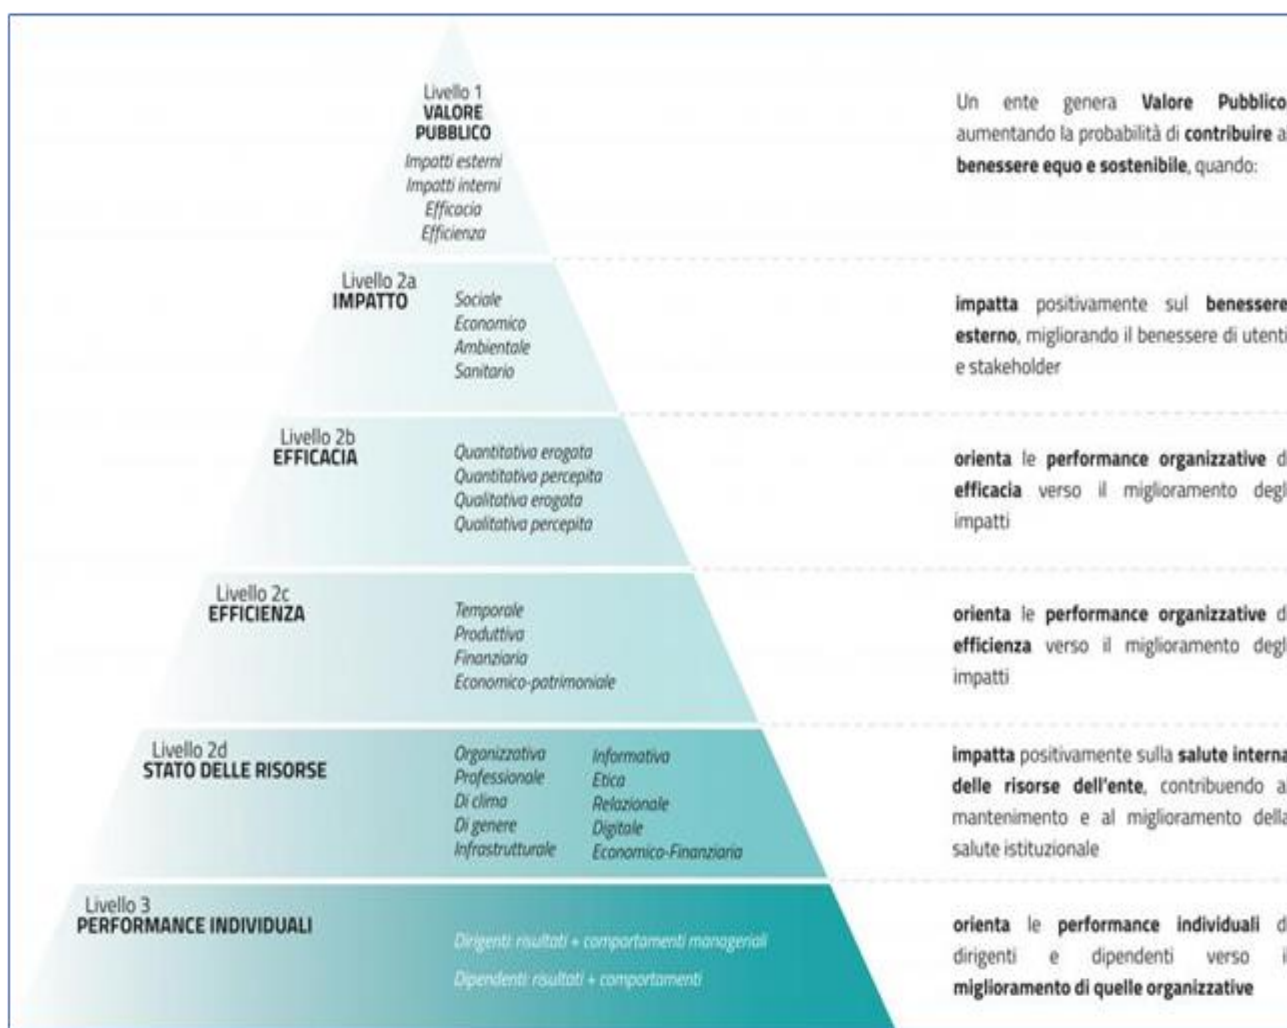 Livello 1
VALORE
PUBBLICO
Impatti esterni
Impatti interni
Efficacia
Efficienza
Un ente genera Valore Pubblico
aumentando la probabilità di contribuire a
benessere equo e sostenibile, quando:
Livello 2a
IMPATTO
Sociale
Economico
Ambientale
Sanitario
impatta positivamente sul benessere
esterno, migliorando il benessere di utenti
e stakeholder
Livello 2b
EFFICACIA
Quantitativa erogata
Quantitativa percepita
Qualitativa erogata
Qualitativa percepita
orienta le performance organizzative d
efficacia verso il miglioramento degl
impatti
Livello 2c
EFFICIENZA
Temporale
Produttiva
Finanziaria
Economico-patrimoniale
orienta le performance organizzative d
efficienza verso il miglioramento degl
impatti
Livello 2d
STATO DELLE RISORSE
Organizzativa
Professionale
Di clima
Di genere
Infrastrutturale
Informativa
Etica
Relazionale
Digitale
Economico-Finanziaria
impatta positivamente sulla salute interna
delle risorse dell'ente, contribuendo a
mantenimento e al miglioramento della
salute istituzionale
Livello 3
PERFORMANCE INDIVIDUALI
Dirigenti: risultati + comportamenti manageriali
Dipendenti: risultati + comportamenti
orienta le performance individuali d
dirigenti e dipendenti verso i
miglioramento di quelle organizzative